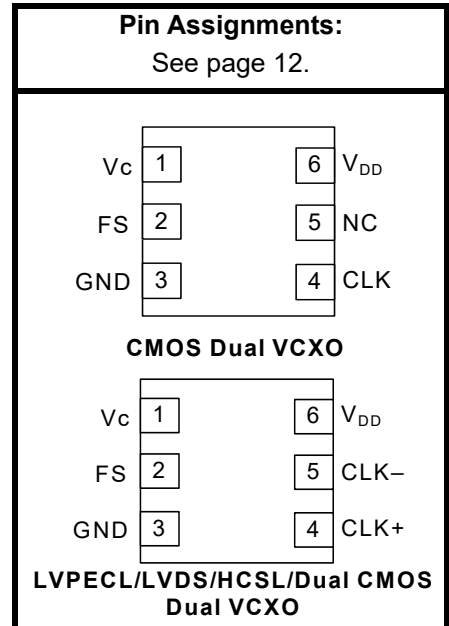 Pin Assignments:
See page 12.
Vc 1 6 VDD
FS 2 5 NC
GND 3 4 CLK
CMOS Dual VCXO
Vc 1 6 VDD
FS 2 5 CLK–
GND 3 4 CLK+
LVPECL/LVDS/HCSL/Dual CMOS
Dual VCXO